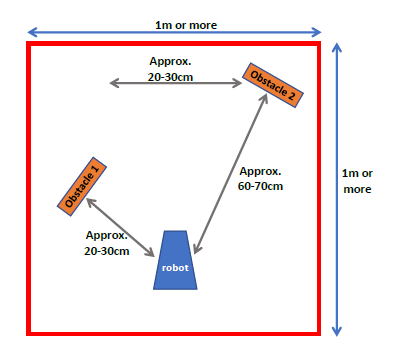 1m or more
Approx.
20-30cm
Obstacle 2
Approx.
60-70cm
1m or
more
Obstacle 1
Approx.
20-30cm
robot